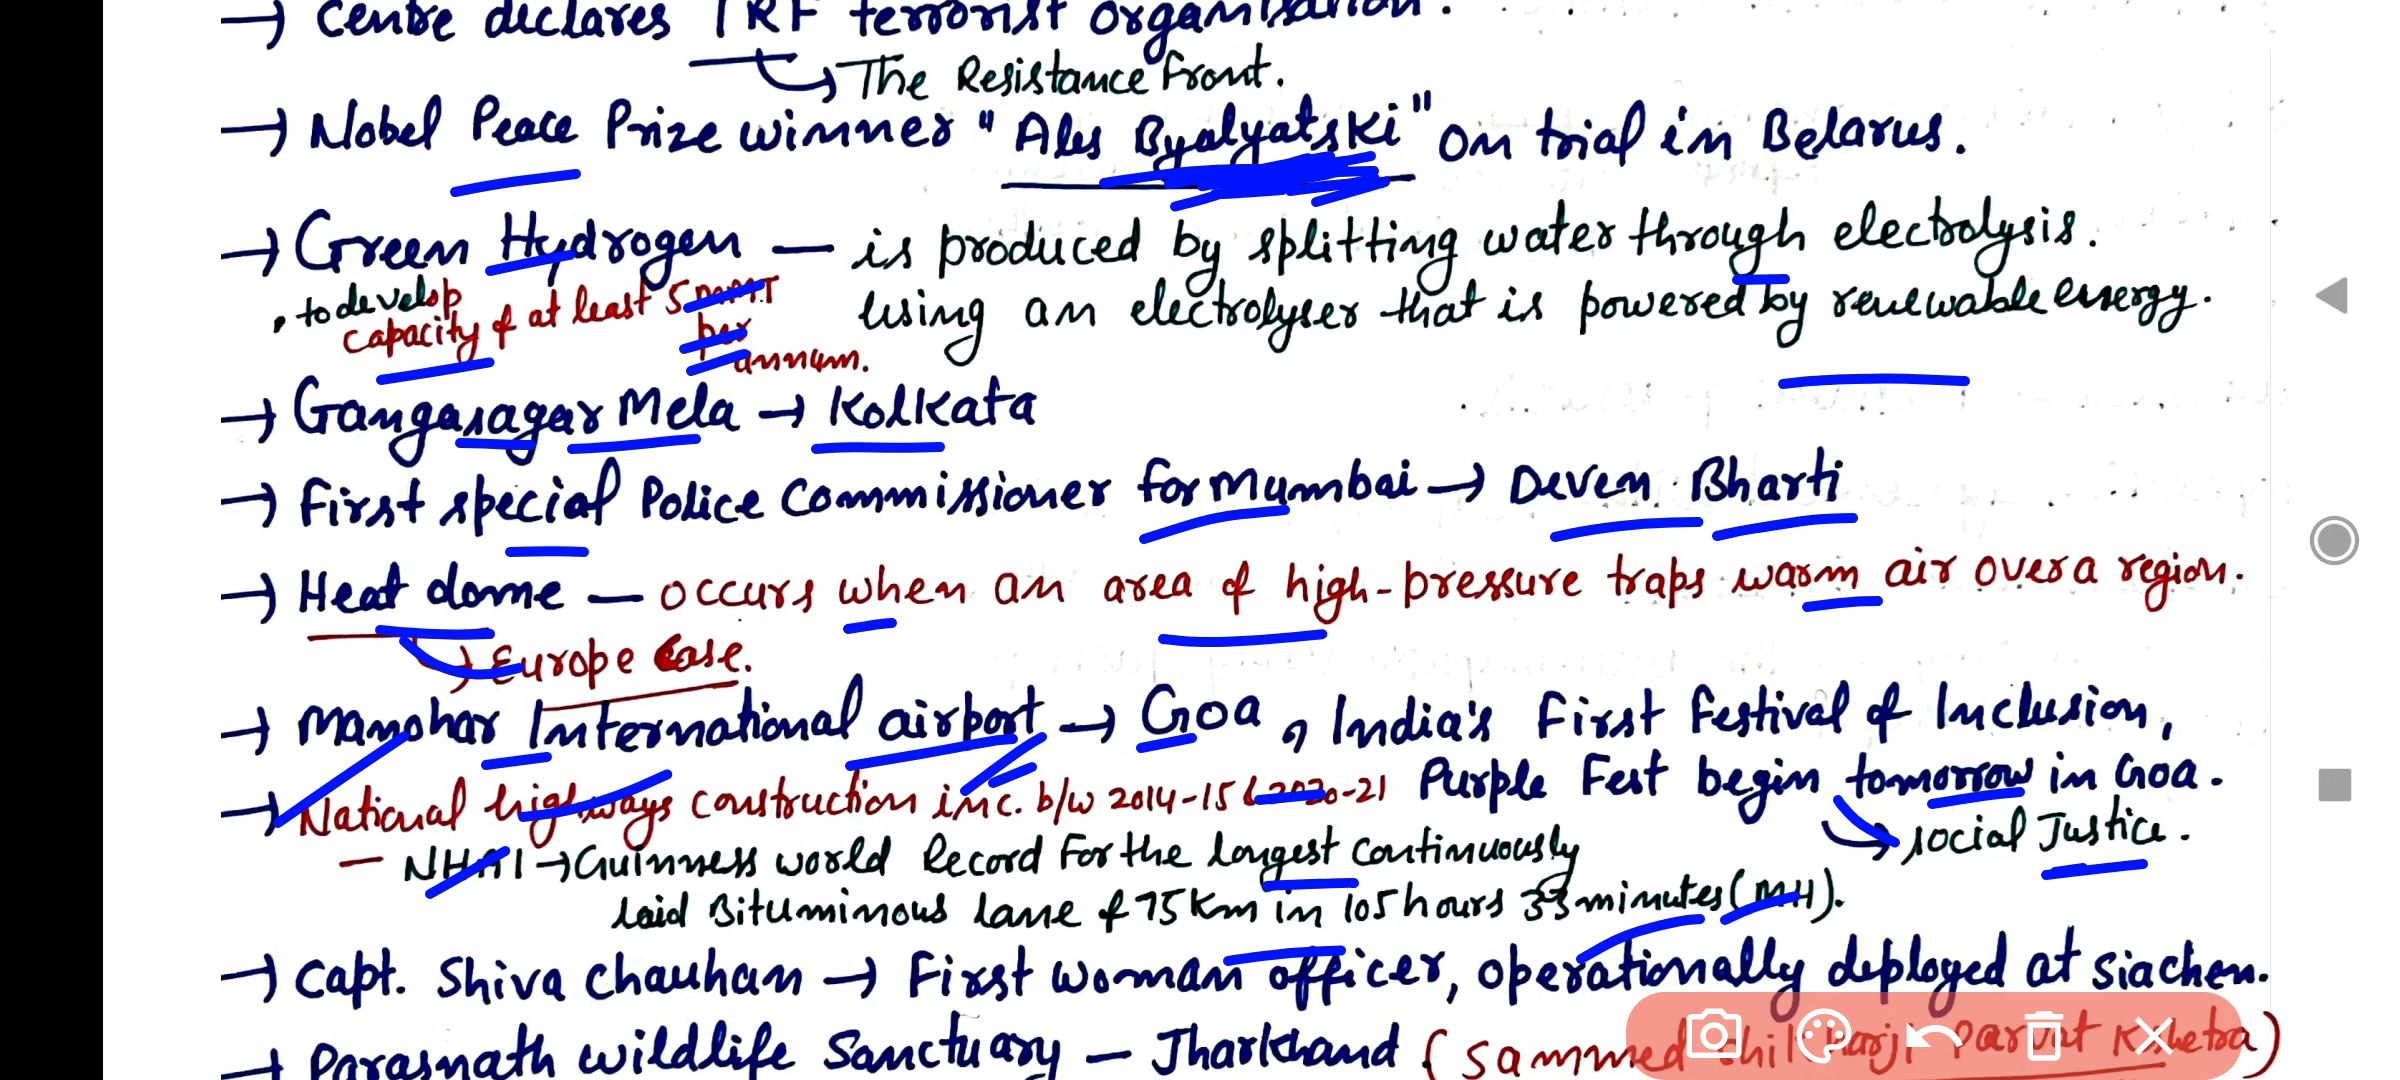 → Centre declares TRF terrorist organisation.
↳ The Resistance Front.
→ Nobel Peace Prize winner "Ales Byalyatski" on trial in Belarus.
→ Green Hydrogen — is produced by splitting water through electrolysis.
, to develop capacity of at least 5 MMT per annum.
using an electrolyser that is powered by renewable energy.
→ Gangasagar Mela → Kolkata
→ First special Police Commissioner for Mumbai → Deven Bharti
→ Heat dome — occurs when an area of high-pressure traps warm air over a region.
↳ Europe Case.
→ Manohar International airport → Goa, India's First Festival of Inclusion,
Purple Fest begin tomorrow in Goa.
↳ social Justice.
→ National highways construction inc. b/w 2014-15 & 2020-21
— NHAI → Guinness world Record For the longest continuously
laid Bituminous lane of 75 Km in 105 hours 33 minutes (MH).
→ Capt. Shiva Chauhan → First woman officer, operationally deployed at siachen.
→ Parasnath wildlife Sanctuary — Jharkhand (Sammed Shikharji Parvat Kshetra)